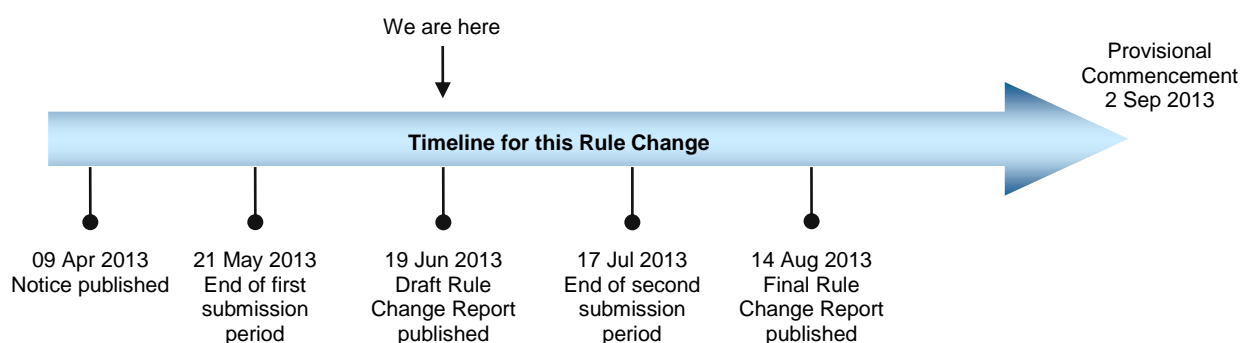 We are here
Provisional
Commencement
2 Sep 2013
Timeline for this Rule Change
09 Apr 2013
Notice published
21 May 2013
End of first
submission
period
19 Jun 2013
Draft Rule
Change Report
published
17 Jul 2013
End of second
submission
period
14 Aug 2013
Final Rule
Change Report
published